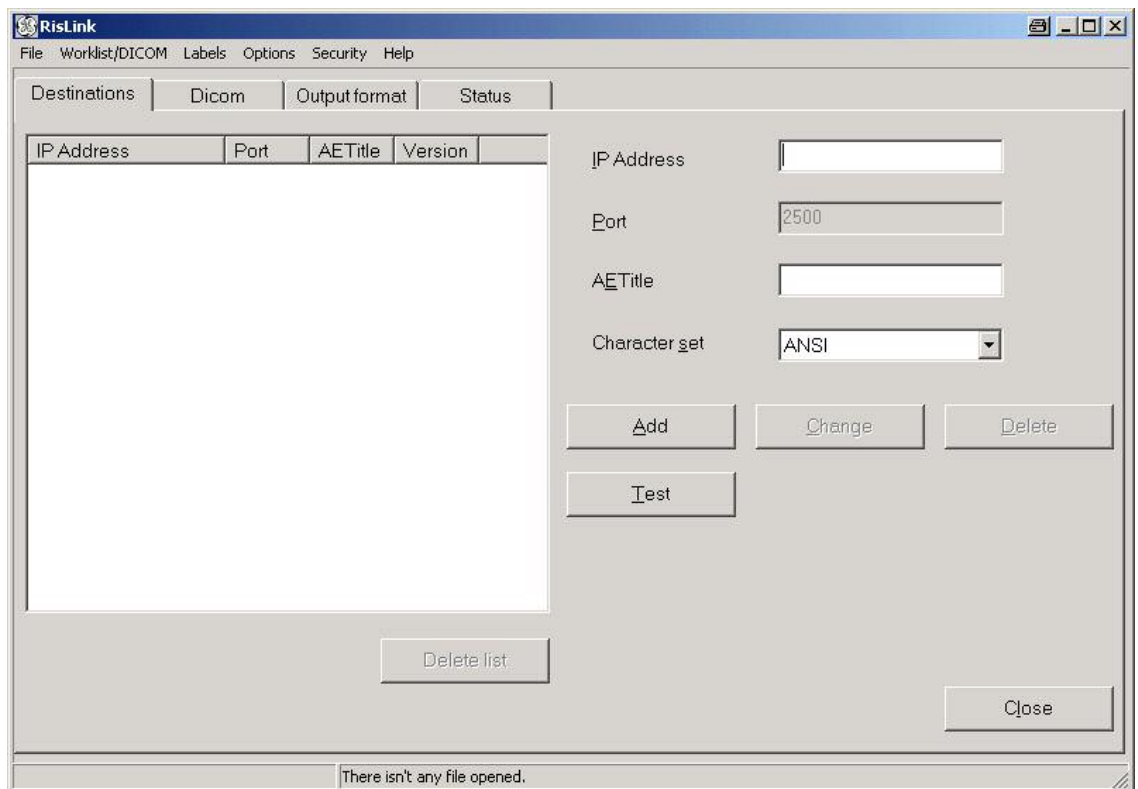 RisLink
File Worklist/DICOM Labels Options Security Help
Destinations Dicom Output format Status
IP Address Port AETitle Version
IP Address
Port 2500
AETitle
Character set ANSI
Add Change Delete
Test
Delete list
Close
There isn't any file opened.